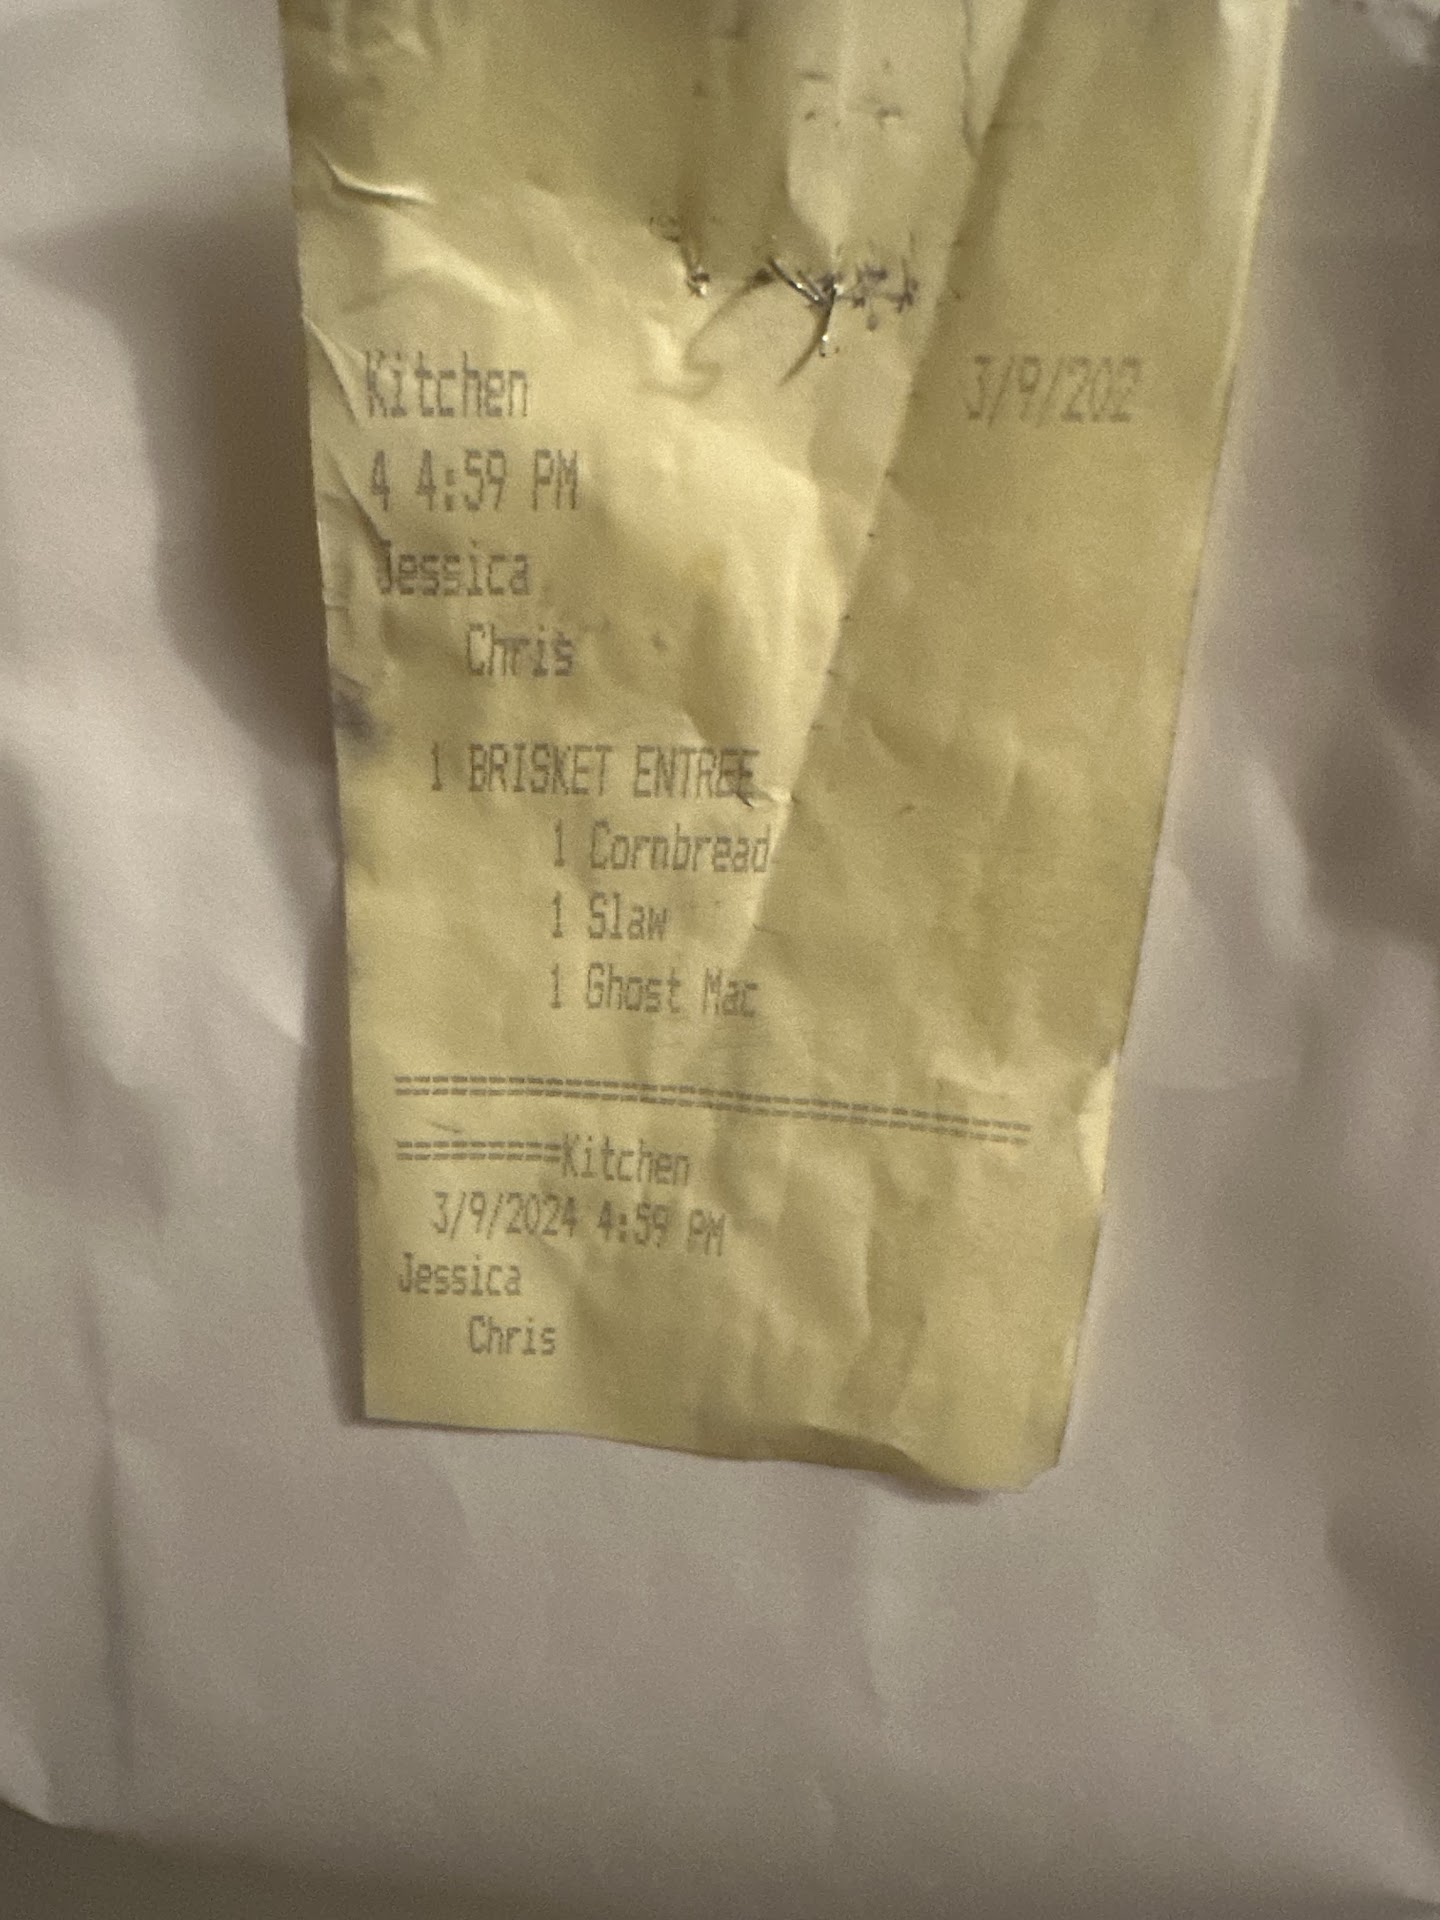 Kitchen 3/9/202
4 4:59 PM
Jessica
Chris
1 BRISKET ENTREE
1 Cornbread
1 Slaw
1 Ghost Mac
==================================
=========Kitchen
3/9/2024 4:59 PM
Jessica
Chris